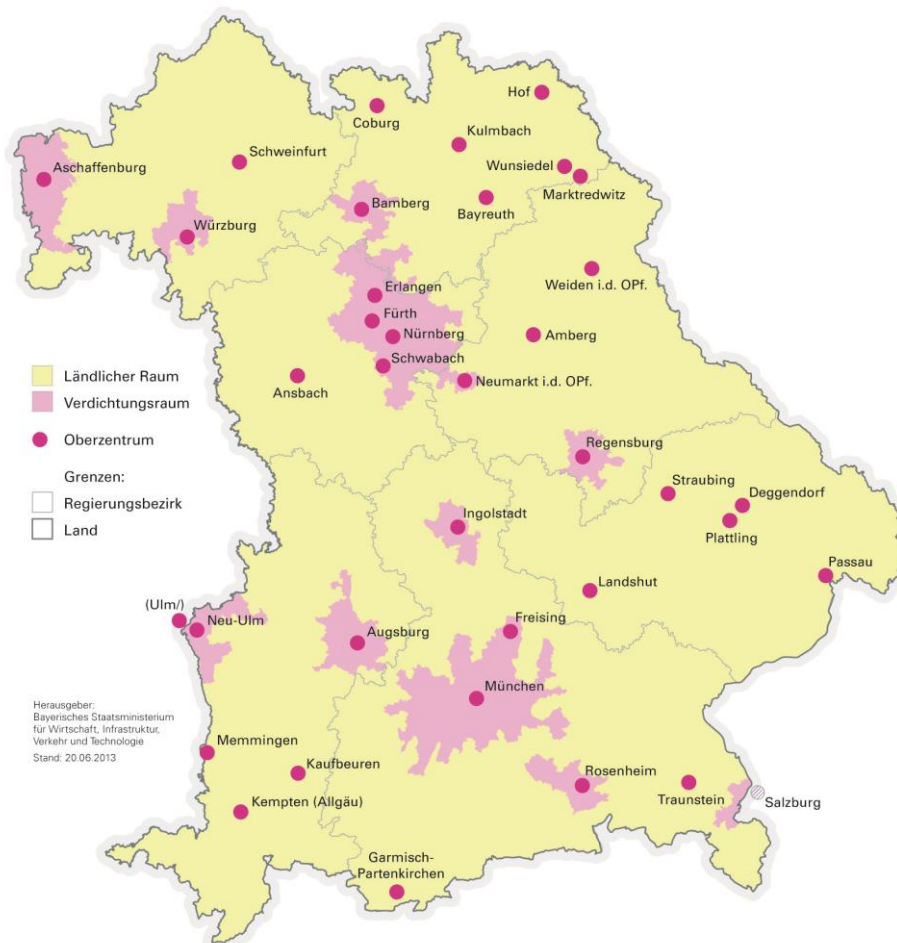 Hof
Coburg
Kulmbach
Schweinfurt
Wunsiedel
Aschaffenburg
Marktredwitz
Bamberg
Bayreuth
Würzburg
Weiden i.d. OPf.
Erlangen
Fürth
Nürnberg
Amberg
Schwabach
Ländlicher Raum
Neumarkt i.d. OPf.
Ansbach
Verdichtungsraum
Oberzentrum
Grenzen:
Regierungsbezirk
Land
Regensburg
Straubing
Deggendorf
Ingolstadt
Plattling
Passau
Landshut
(Ulm/)
Neu-Ulm
Freising
Augsburg
München
Herausgeber:
Bayerisches Staatsministerium
für Wirtschaft, Infrastruktur,
Verkehr und Technologie
Stand: 20.06.2013
Memmingen
Kaufbeuren
Rosenheim
Kempten (Allgäu)
Traunstein
Salzburg
Garmisch-
Partenkirchen